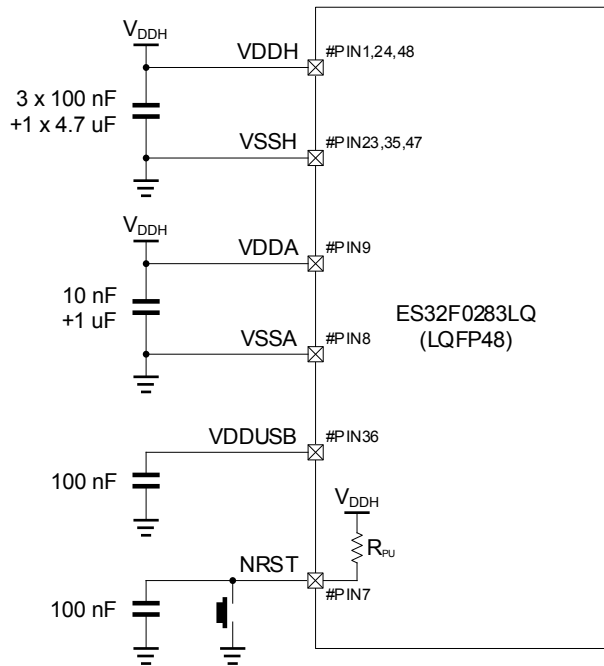 VDDH
VDDH
#PIN1,24,48
3 x 100 nF
+1 x 4.7 uF
VSSH
#PIN23,35,47
VDDH
VDDA
#PIN9
10 nF
+1 uF
VSSA
#PIN8
ES32F0283LQ
(LQFP48)
VDDUSB
#PIN36
100 nF
VDDH
RPU
NRST
#PIN7
100 nF